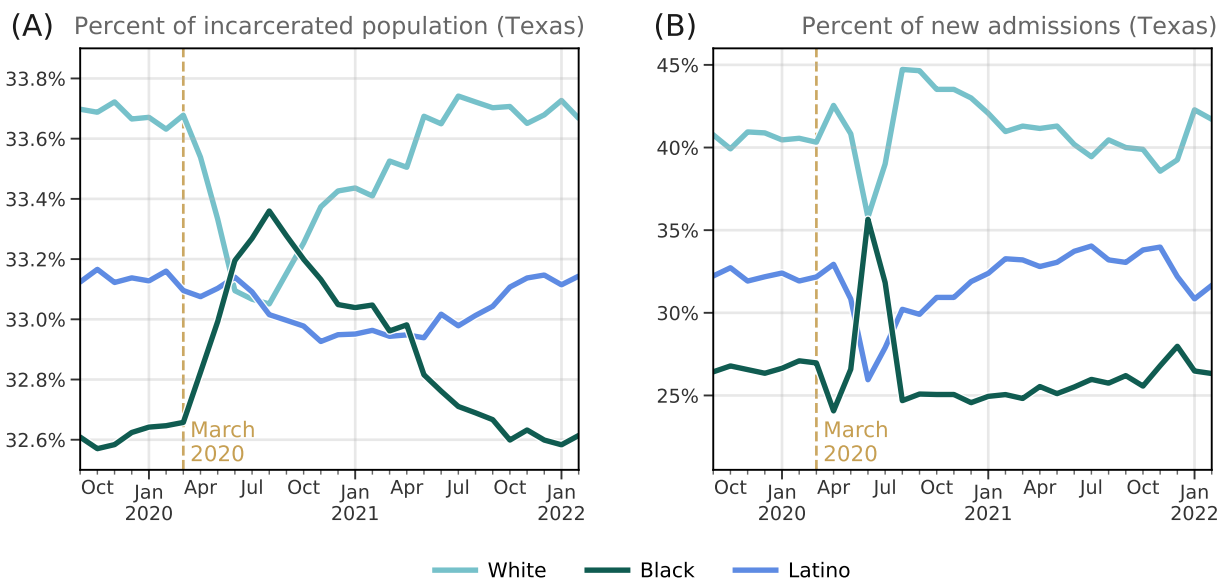 (A) Percent of incarcerated population (Texas)
33.8%
33.6%
33.4%
33.2%
33.0%
32.8%
32.6%
March
2020
Oct Jan Apr Jul Oct Jan Apr Jul Oct Jan
2020 2021 2022
(B) Percent of new admissions (Texas)
45%
40%
35%
30%
25%
March
2020
Oct Jan Apr Jul Oct Jan Apr Jul Oct Jan
2020 2021 2022
White Black Latino